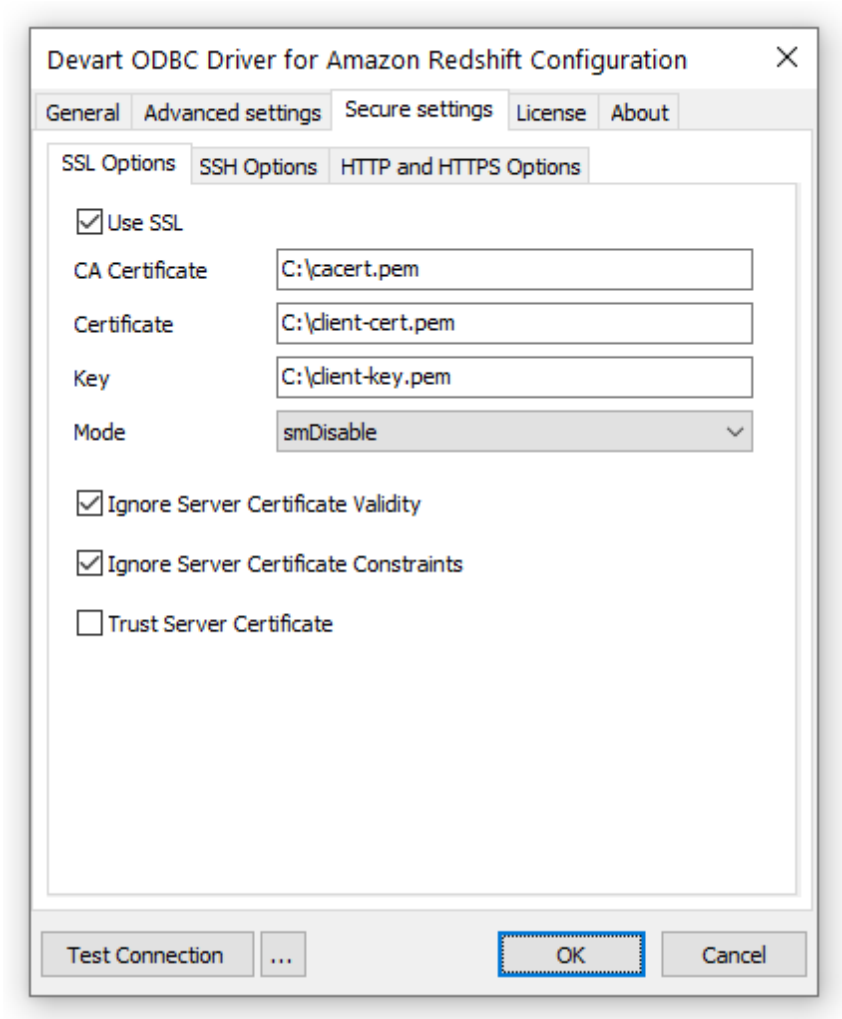 Devart ODBC Driver for Amazon Redshift Configuration
General Advanced settings Secure settings License About
SSL Options SSH Options HTTP and HTTPS Options
Use SSL
CA Certificate C:\cacert.pem
Certificate C:\client-cert.pem
Key C:\client-key.pem
Mode smDisable
Ignore Server Certificate Validity
Ignore Server Certificate Constraints
Trust Server Certificate
Test Connection ... OK Cancel